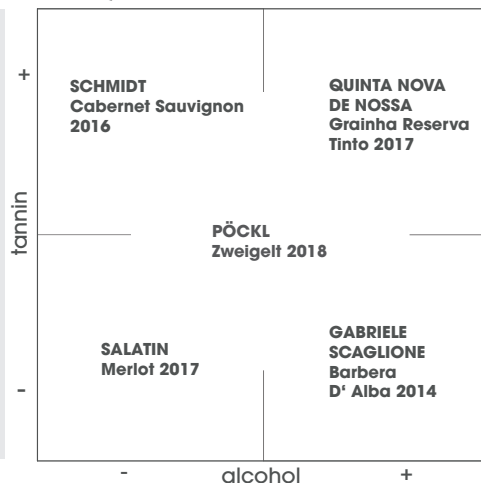 +
SCHMIDT
Cabernet Sauvignon
2016
QUINTA NOVA
DE NOSSA
Grainha Reserva
Tinto 2017
tannin
PÖCKL
Zweigelt 2018
SALATIN
Merlot 2017
GABRIELE
SCAGLIONE
Barbera
D‘ Alba 2014
-
-
alcohol
+